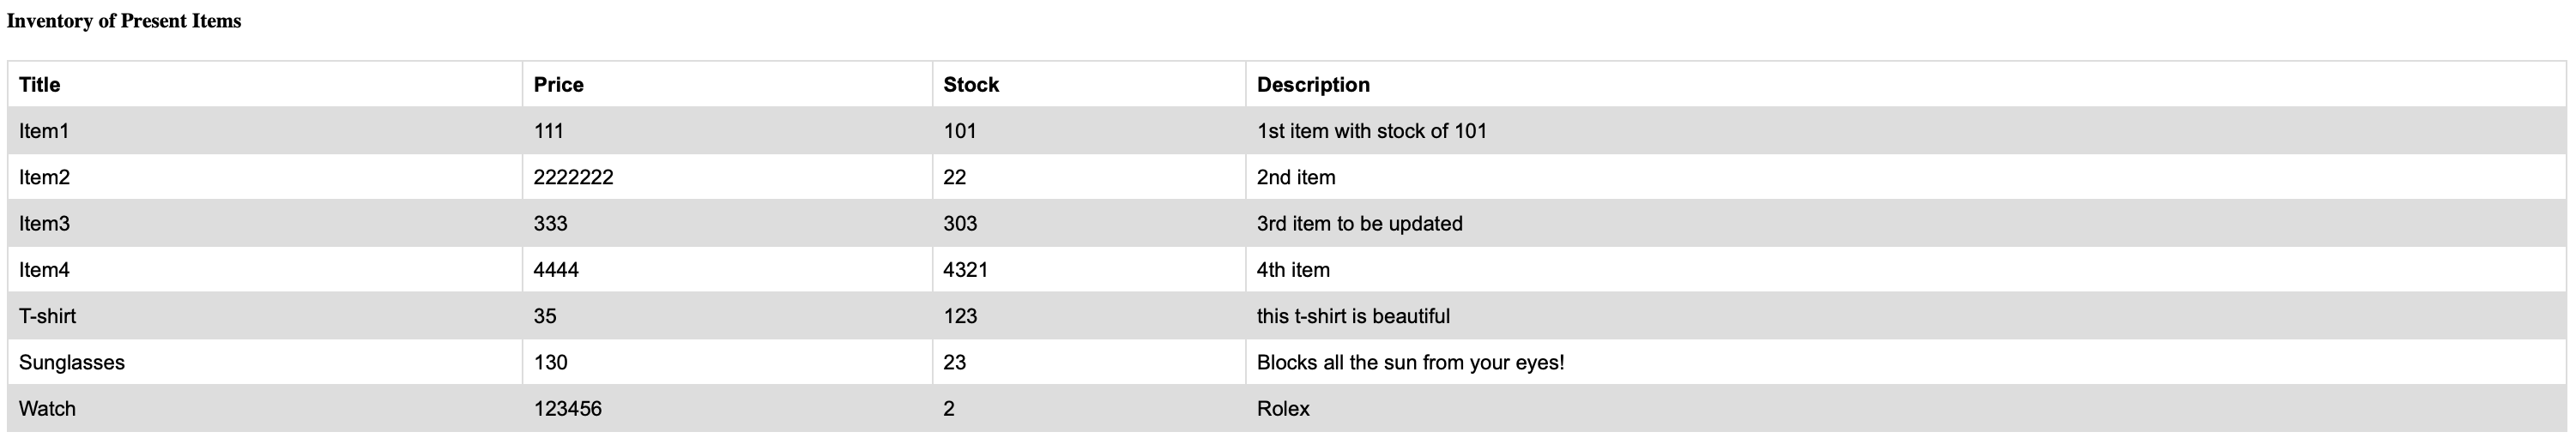 Inventory of Present Items
Title Price Stock Description
Item1 111 101 1st item with stock of 101
Item2 2222222 22 2nd item
Item3 333 303 3rd item to be updated
Item4 4444 4321 4th item
T-shirt 35 123 this t-shirt is beautiful
Sunglasses 130 23 Blocks all the sun from your eyes!
Watch 123456 2 Rolex